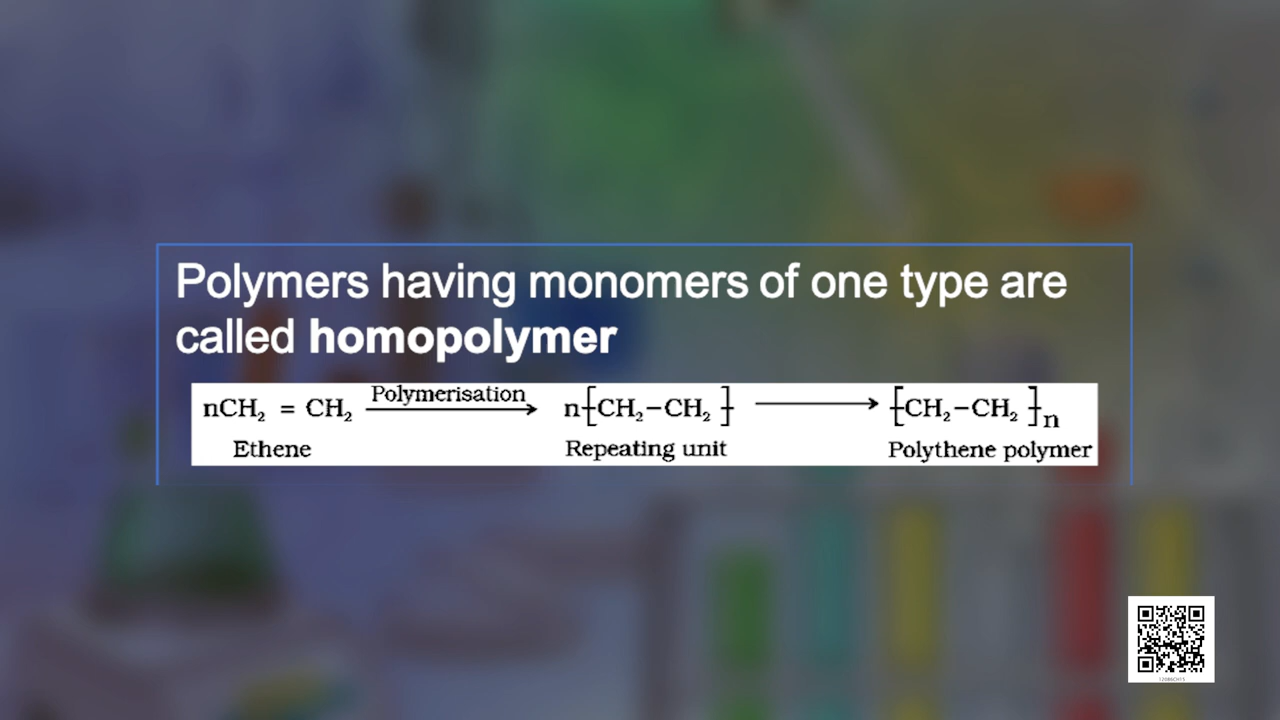 Polymers having monomers of one type are
called homopolymer
nCH₂ = CH₂ Polymerisation n[CH₂−CH₂] [CH₂−CH₂]n
Ethene Repeating unit Polythene polymer